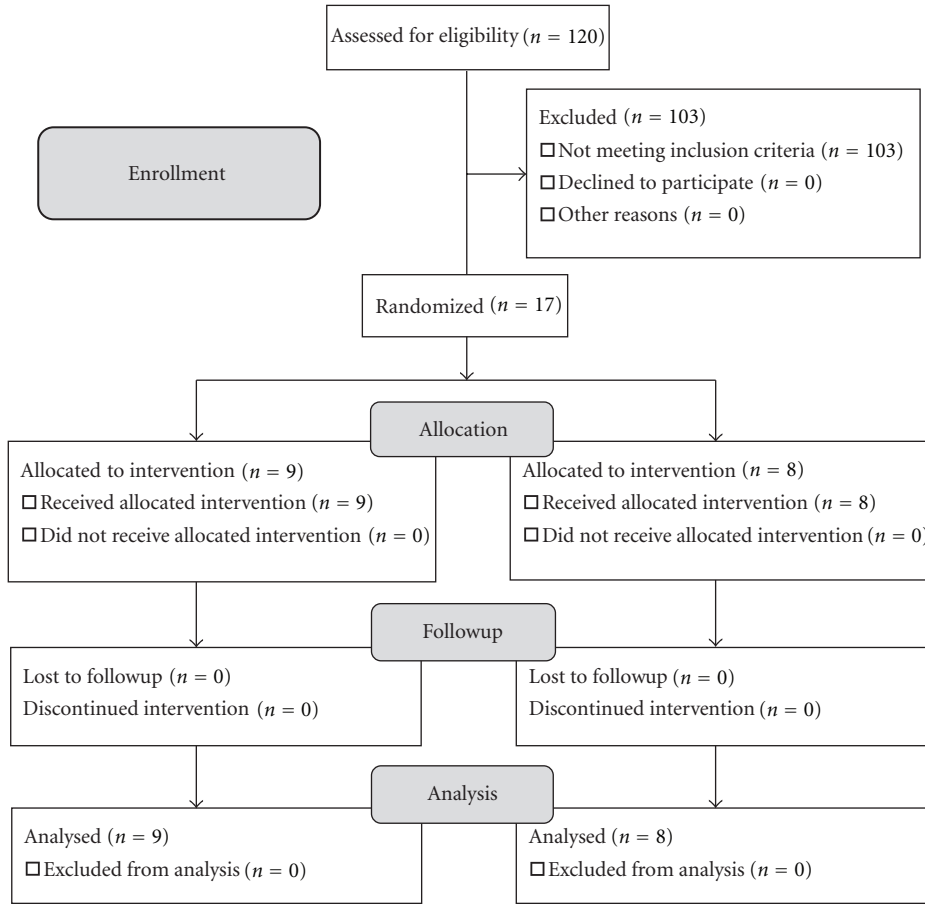 Assessed for eligibility (n = 120)
Excluded (n = 103)
☐ Not meeting inclusion criteria (n = 103)
☐ Declined to participate (n = 0)
☐ Other reasons (n = 0)
Enrollment
Randomized (n = 17)
Allocation
Allocated to intervention (n = 9)
☐ Received allocated intervention (n = 9)
☐ Did not receive allocated intervention (n = 0)
Allocated to intervention (n = 8)
☐ Received allocated intervention (n = 8)
☐ Did not receive allocated intervention (n = 0)
Followup
Lost to followup (n = 0)
Discontinued intervention (n = 0)
Lost to followup (n = 0)
Discontinued intervention (n = 0)
Analysis
Analysed (n = 9)
☐ Excluded from analysis (n = 0)
Analysed (n = 8)
☐ Excluded from analysis (n = 0)